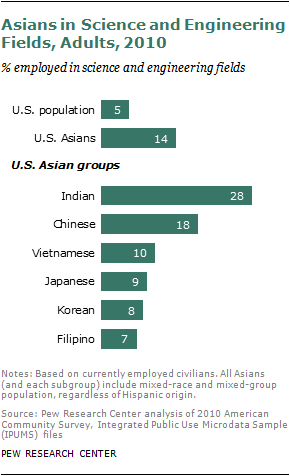 Asians in Science and Engineering
Fields, Adults, 2010
% employed in science and engineering fields
U.S. population 5
U.S. Asians 14
U.S. Asian groups
Indian 28
Chinese 18
Vietnamese 10
Japanese 9
Korean 8
Filipino 7
Notes: Based on currently employed civilians. All Asians
(and each subgroup) include mixed-race and mixed-group
population, regardless of Hispanic origin.
Source: Pew Research Center analysis of 2010 American
Community Survey, Integrated Public Use Microdata Sample
(IPUMS) files
PEW RESEARCH CENTER